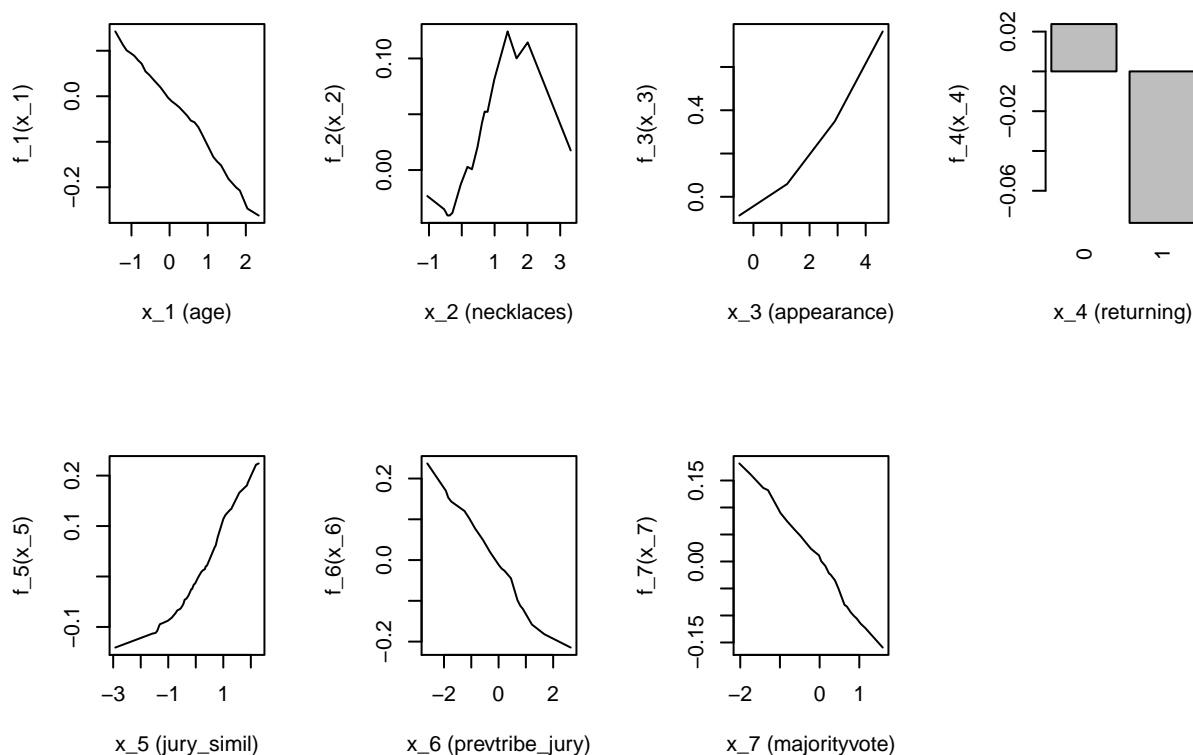 f_1(x_1)
−0.2 0.0
−1 0 1 2
x_1 (age)
f_2(x_2)
0.00 0.10
−1 1 2 3
x_2 (necklaces)
f_3(x_3)
0.0 0.4
0 2 4
x_3 (appearance)
f_4(x_4)
−0.06 −0.02 0.02
0 1
x_4 (returning)
f_5(x_5)
−0.1 0.1 0.2
−3 −1 1
x_5 (jury_simil)
f_6(x_6)
−0.2 0.0 0.2
−2 0 2
x_6 (prevtribe_jury)
f_7(x_7)
−0.15 0.00 0.15
−2 0 1
x_7 (majorityvote)